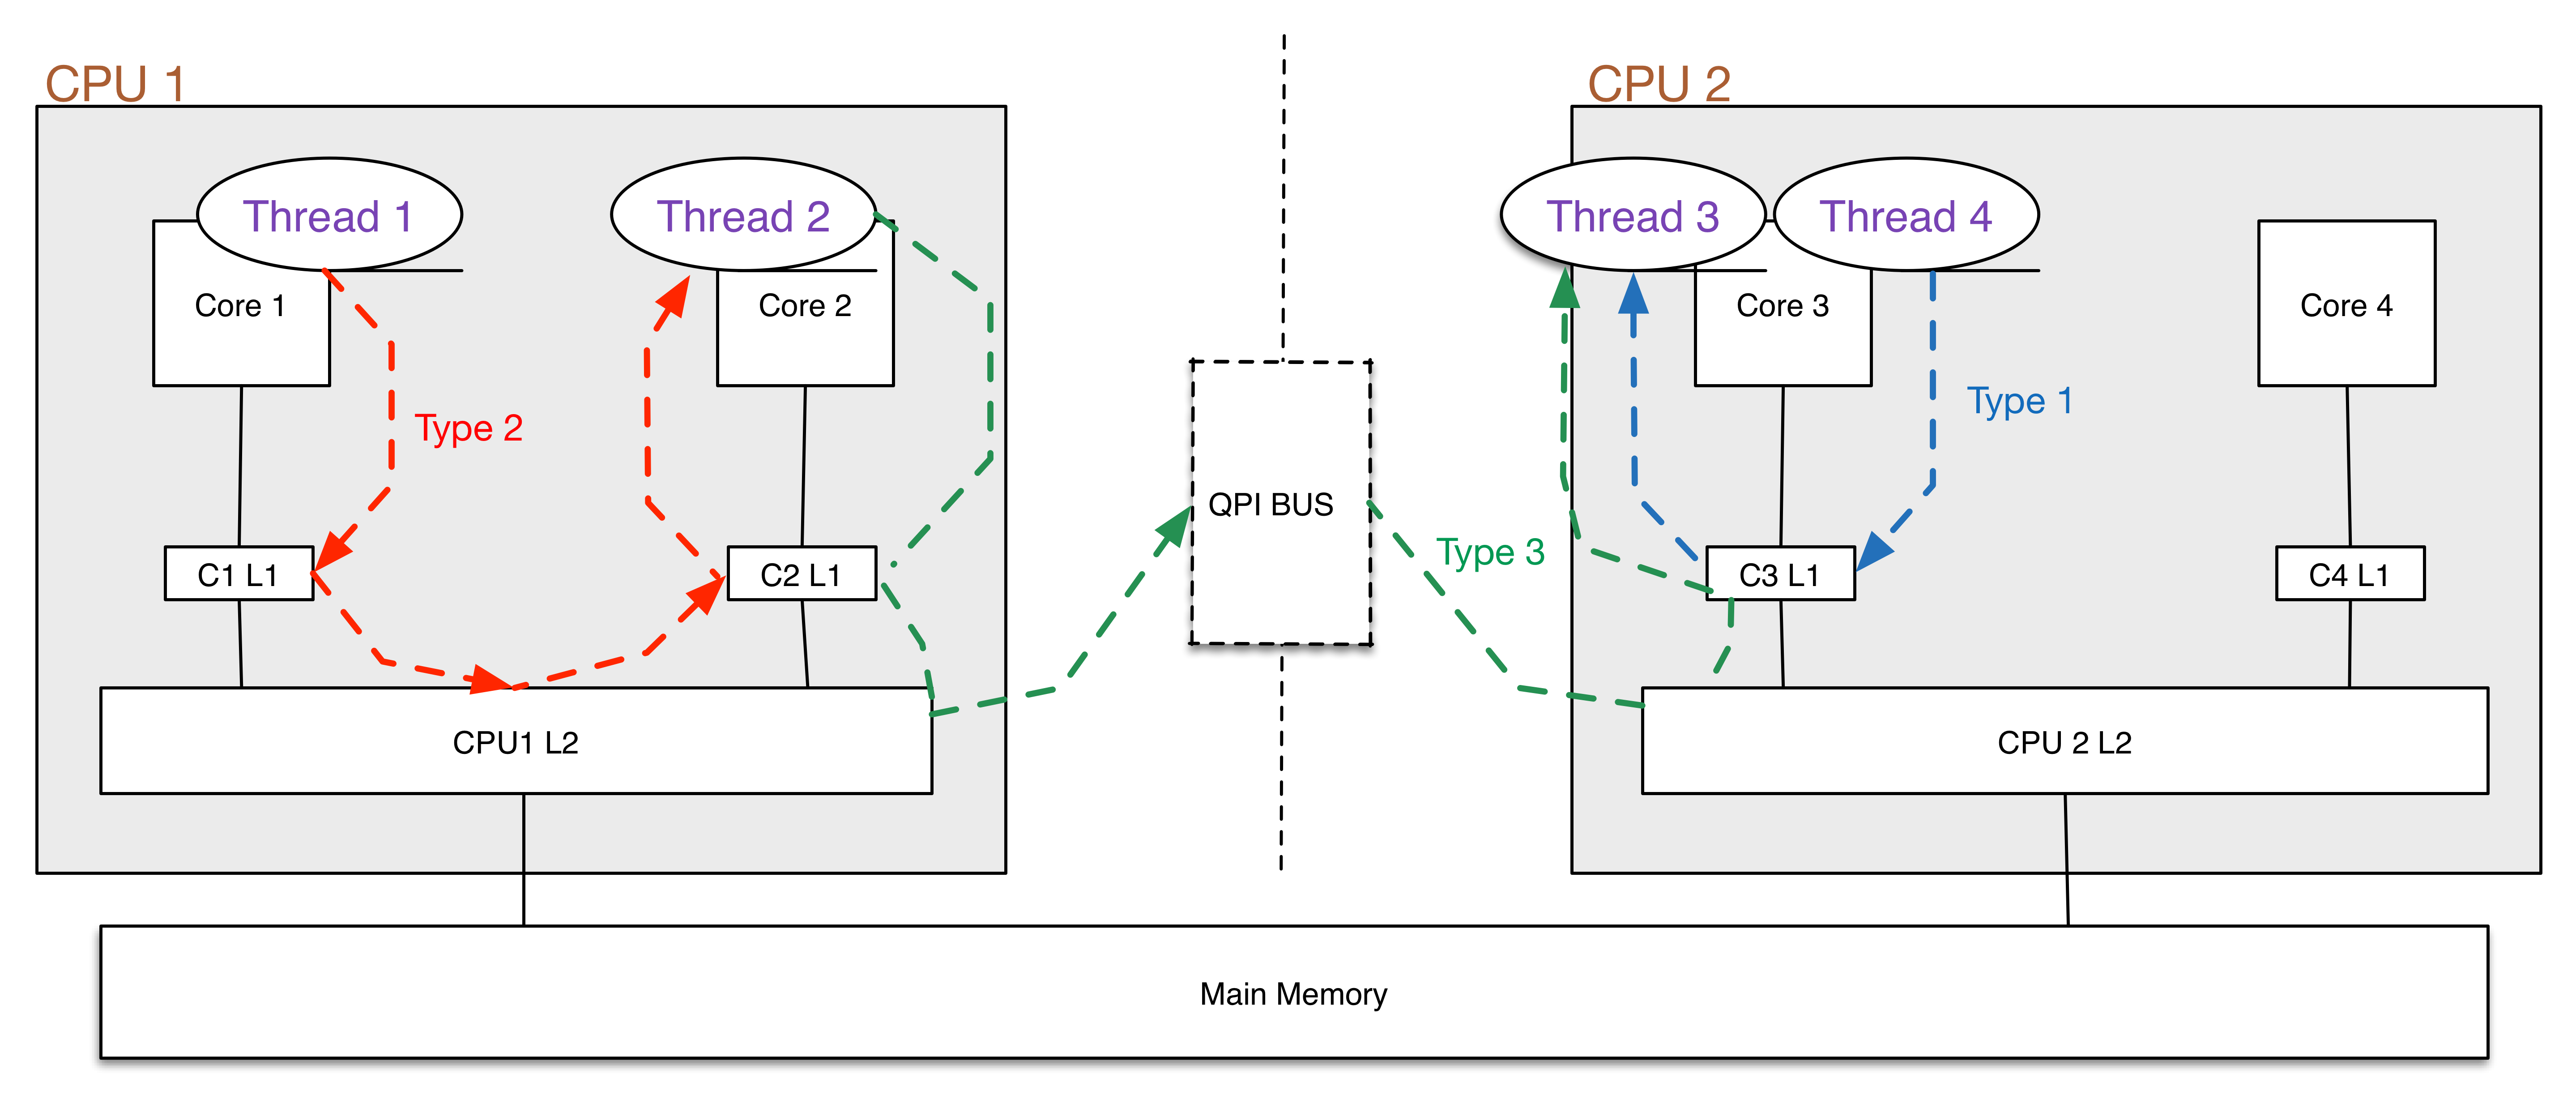 CPU 1
CPU 2
Thread 1
Thread 2
Thread 3
Thread 4
Core 1
Core 2
Core 3
Core 4
Type 2
Type 1
QPI BUS
Type 3
C1 L1
C2 L1
C3 L1
C4 L1
CPU1 L2
CPU 2 L2
Main Memory